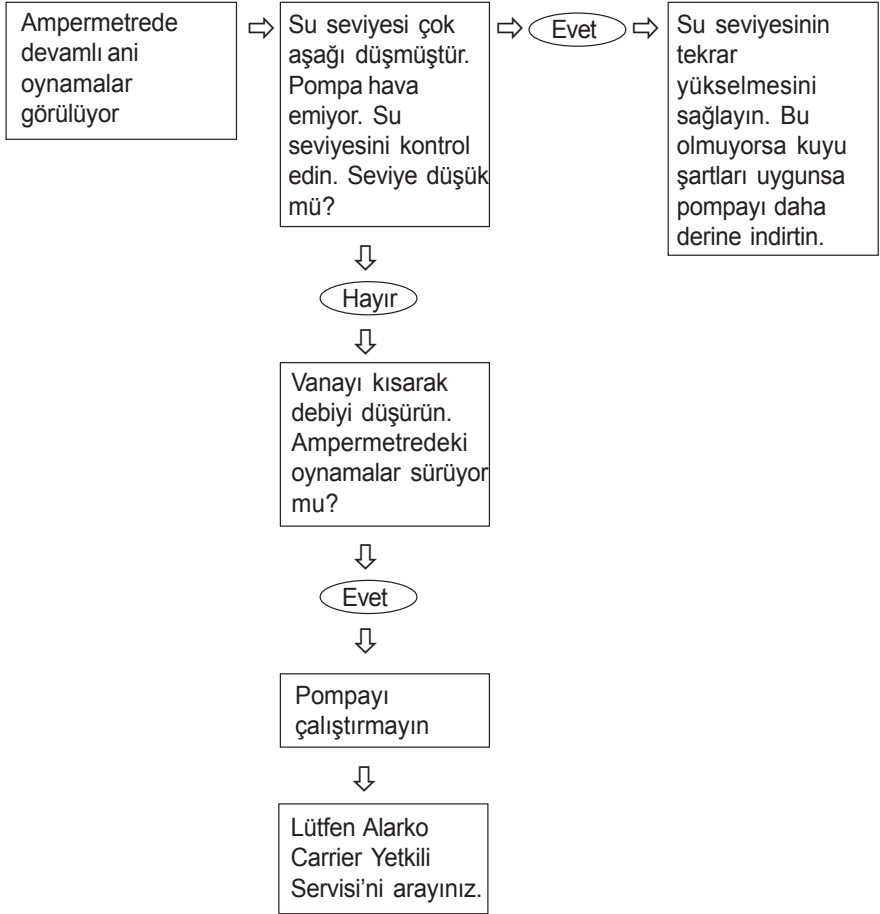 Ampermetrede
devamlı ani
oynamalar
görülüyor
Su seviyesi çok
aşağı düşmüştür.
Pompa hava
emiyor. Su
seviyesini kontrol
edin. Seviye düşük
mü?
Evet
Su seviyesinin
tekrar
yükselmesini
sağlayın. Bu
olmuyorsa kuyu
şartları uygunsa
pompayı daha
derine indirtin.
Hayır
Vanayı kısarak
debiyi düşürün.
Ampermetredeki
oynamalar sürüyor
mu?
Evet
Pompayı
çalıştırmayın
Lütfen Alarko
Carrier Yetkili
Servisi’ni arayınız.